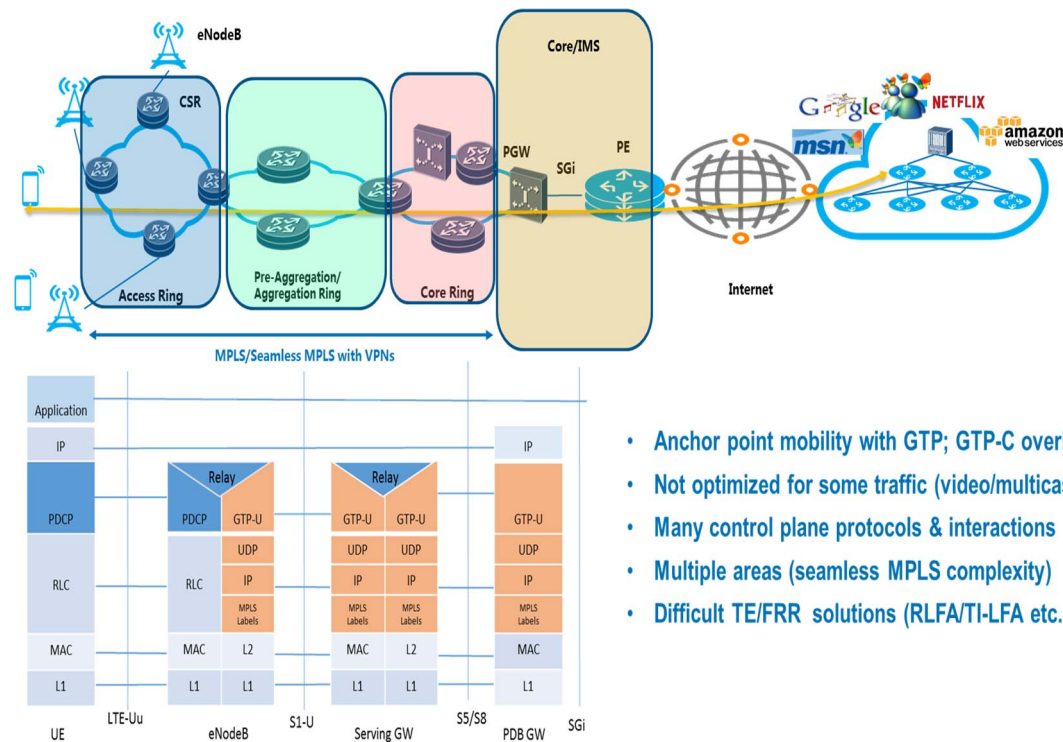 eNodeB
Core/IMS
CSR
Google
NETFLIX
msn
amazon
webservices
PGW
SGi
PE
Pre-Aggregation/
Aggregation Ring
Access Ring
Core Ring
Internet
MPLS/Seamless MPLS with VPNs
Application
IP
IP
Relay
Relay
PDCP
PDCP
GTP-U
GTP-U
GTP-U
GTP-U
UDP
UDP
UDP
UDP
RLC
RLC
IP
IP
IP
IP
MPLS
Labels
MPLS
Labels
MPLS
Labels
MPLS
Labels
MAC
MAC
L2
MAC
L2
MAC
L1
L1
L1
L1
L1
L1
LTE-Uu
S1-U
S5/S8
SGi
UE
eNodeB
Serving GW
PDB GW
• Anchor point mobility with GTP; GTP-C over
• Not optimized for some traffic (video/multica
• Many control plane protocols & interactions
• Multiple areas (seamless MPLS complexity)
• Difficult TE/FRR solutions (RLFA/TI-LFA etc.